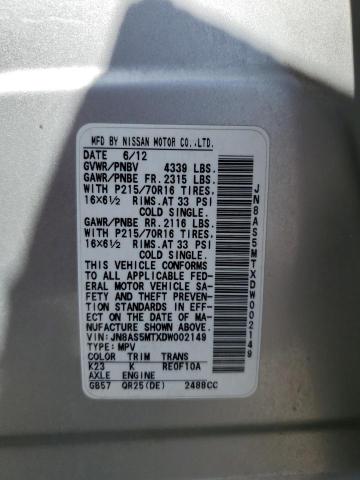 MFD BY NISSAN MOTOR CO.,LTD.
DATE 6/12
GVWR/PNBV 4339 LBS.
GAWR/PNBE FR. 2315 LBS.
WITH P215/70R16 TIRES,
16X6½ RIMS.AT 33 PSI
COLD SINGLE.
GAWR/PNBE RR. 2116 LBS.
WITH P215/70R16 TIRES,
16X6½ RIMS.AT 33 PSI
COLD SINGLE.
THIS VEHICLE CONFORMS
TO ALL APPLICABLE FED-
ERAL MOTOR VEHICLE SA-
FETY AND THEFT PREVEN-
TION STANDARDS IN EFF-
ECT ON THE DATE OF MA-
NUFACTURE SHOWN ABOVE.
VIN:JN8AS5MTXDW002149
TYPE:MPV
COLOR TRIM TRANS
K23 K RE0F10A
AXLE ENGINE
GB57 QR25(DE) 2488CC
JN8AS5MTXDW002149